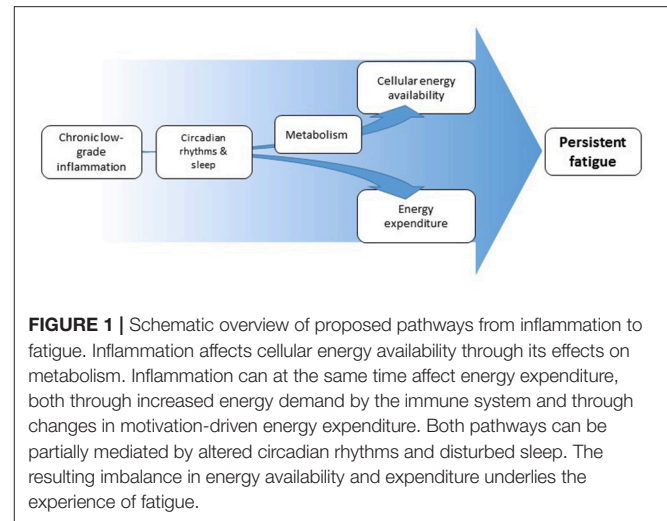 Cellular energy
availability
Metabolism
Chronic low-
grade
inflammation
Circadian
rhythms &
sleep
Persistent
fatigue
Energy
expenditure
FIGURE 1 | Schematic overview of proposed pathways from inflammation to
fatigue. Inflammation affects cellular energy availability through its effects on
metabolism. Inflammation can at the same time affect energy expenditure,
both through increased energy demand by the immune system and through
changes in motivation-driven energy expenditure. Both pathways can be
partially mediated by altered circadian rhythms and disturbed sleep. The
resulting imbalance in energy availability and expenditure underlies the
experience of fatigue.